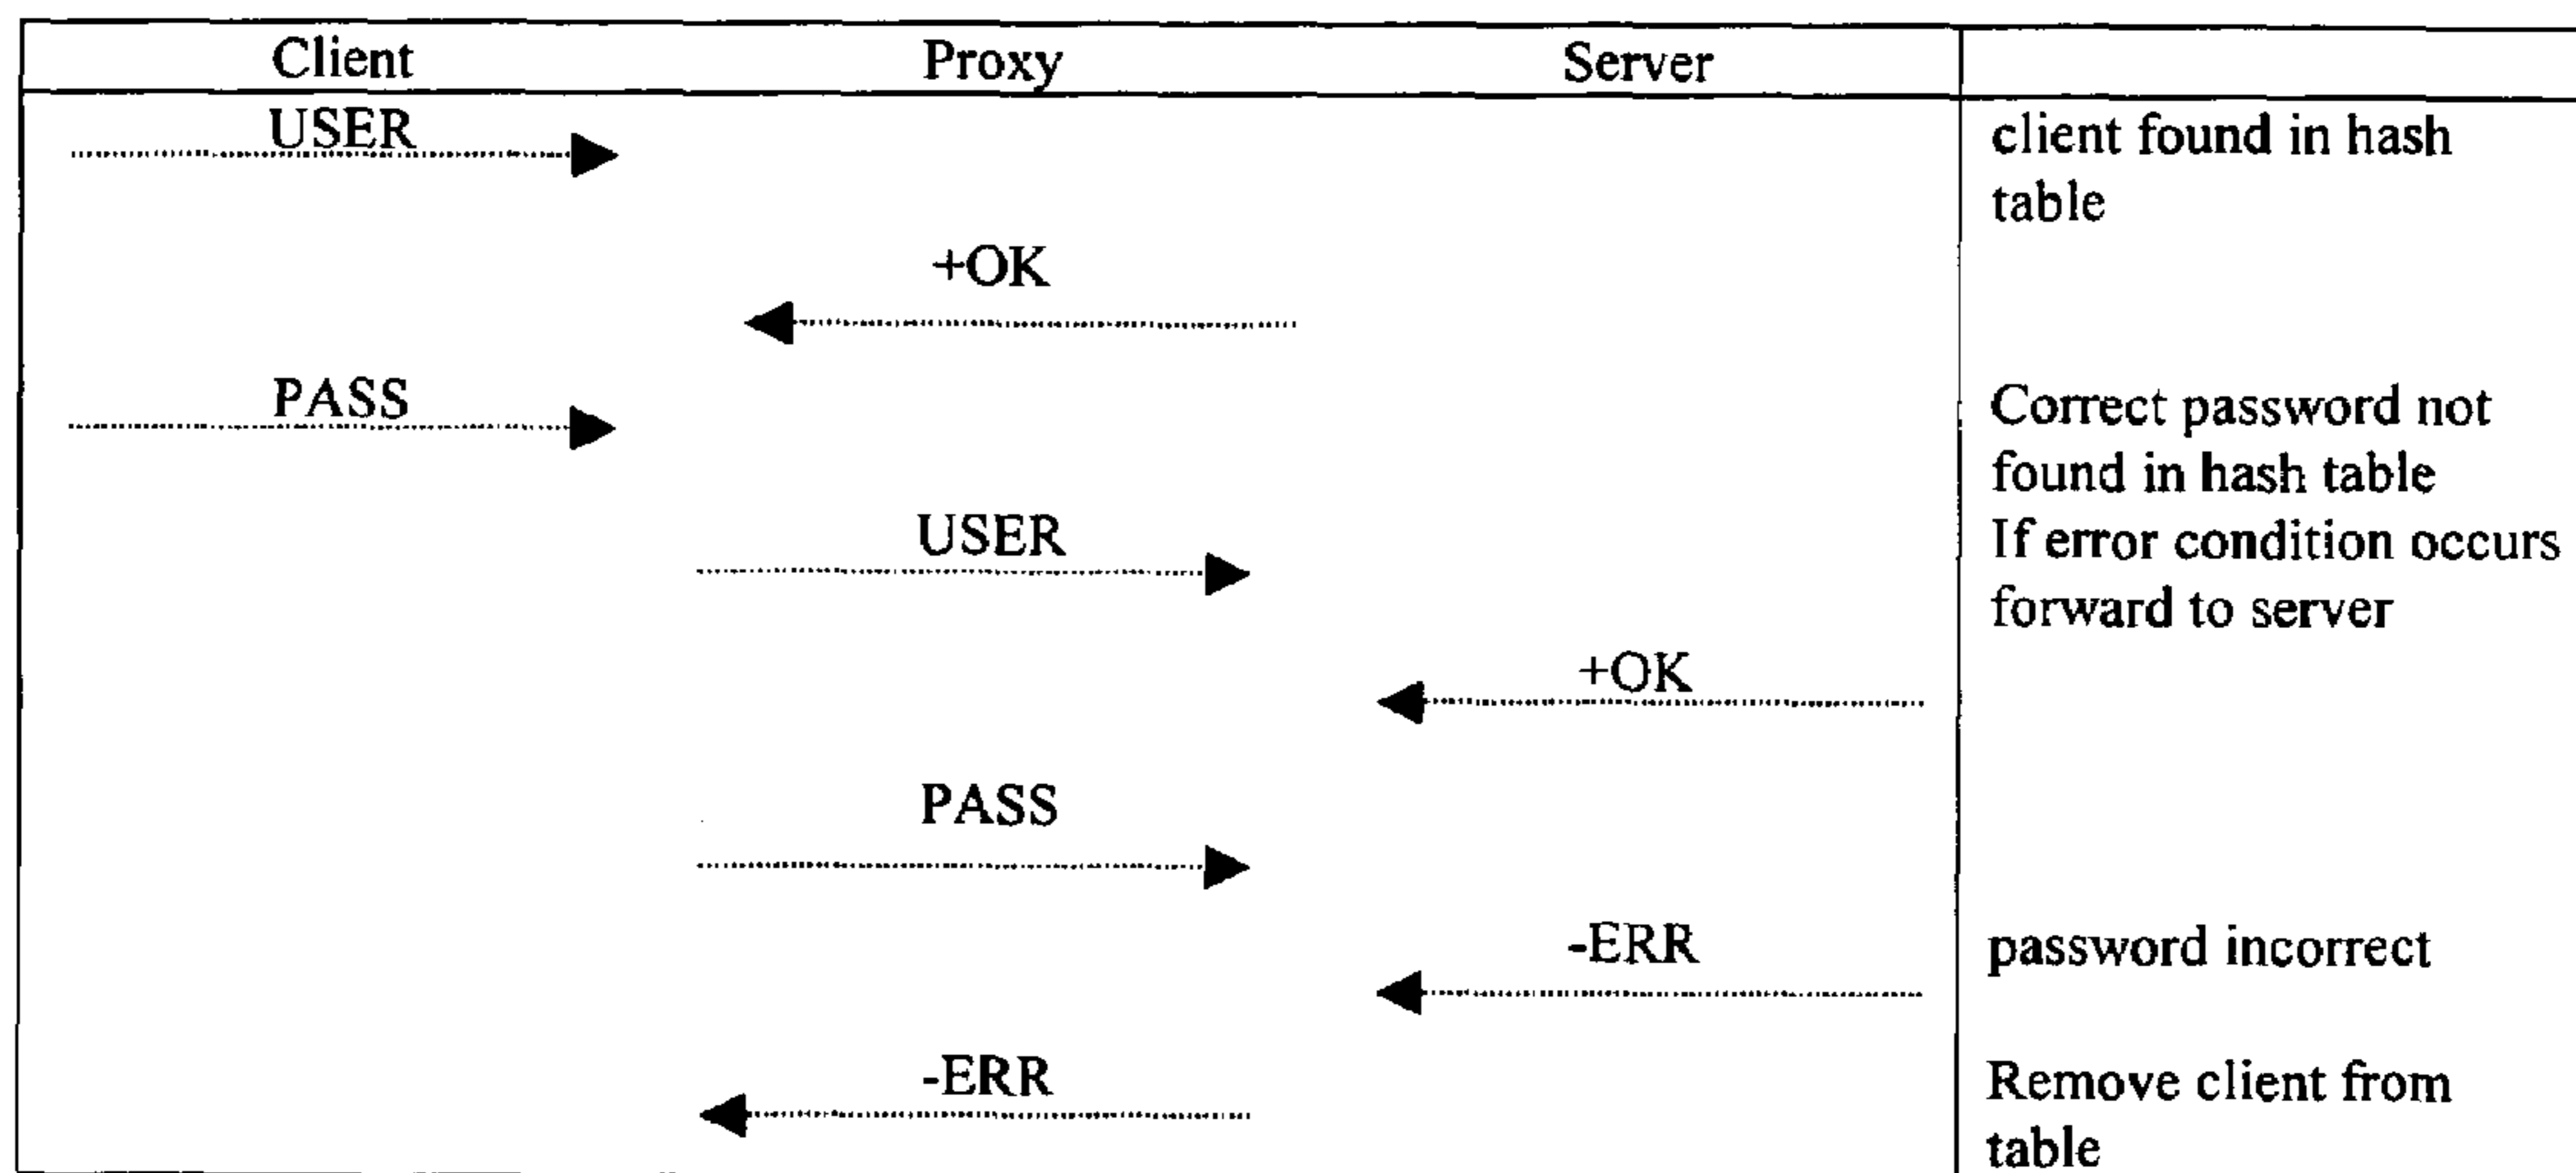 Client Proxy Server
USER
client found in hash
table
+OK
PASS
Correct password not
found in hash table
USER
If error condition occurs
forward to server
+OK
PASS
-ERR
password incorrect
-ERR
Remove client from
table